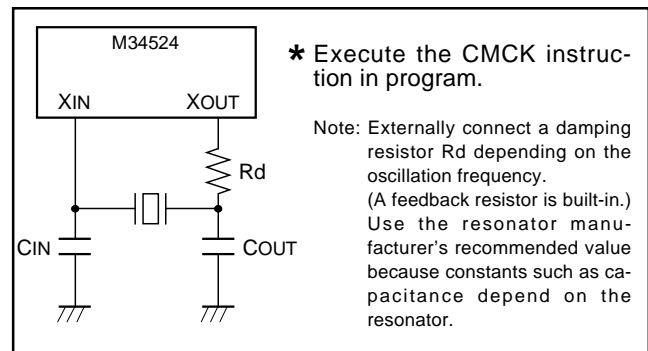 M34524
XIN
XOUT
Rd
CIN
COUT
* Execute the CMCK instruc-
tion in program.
Note: Externally connect a damping
resistor Rd depending on the
oscillation frequency.
(A feedback resistor is built-in.)
Use the resonator manu-
facturer's recommended value
because constants such as ca-
pacitance depend on the
resonator.